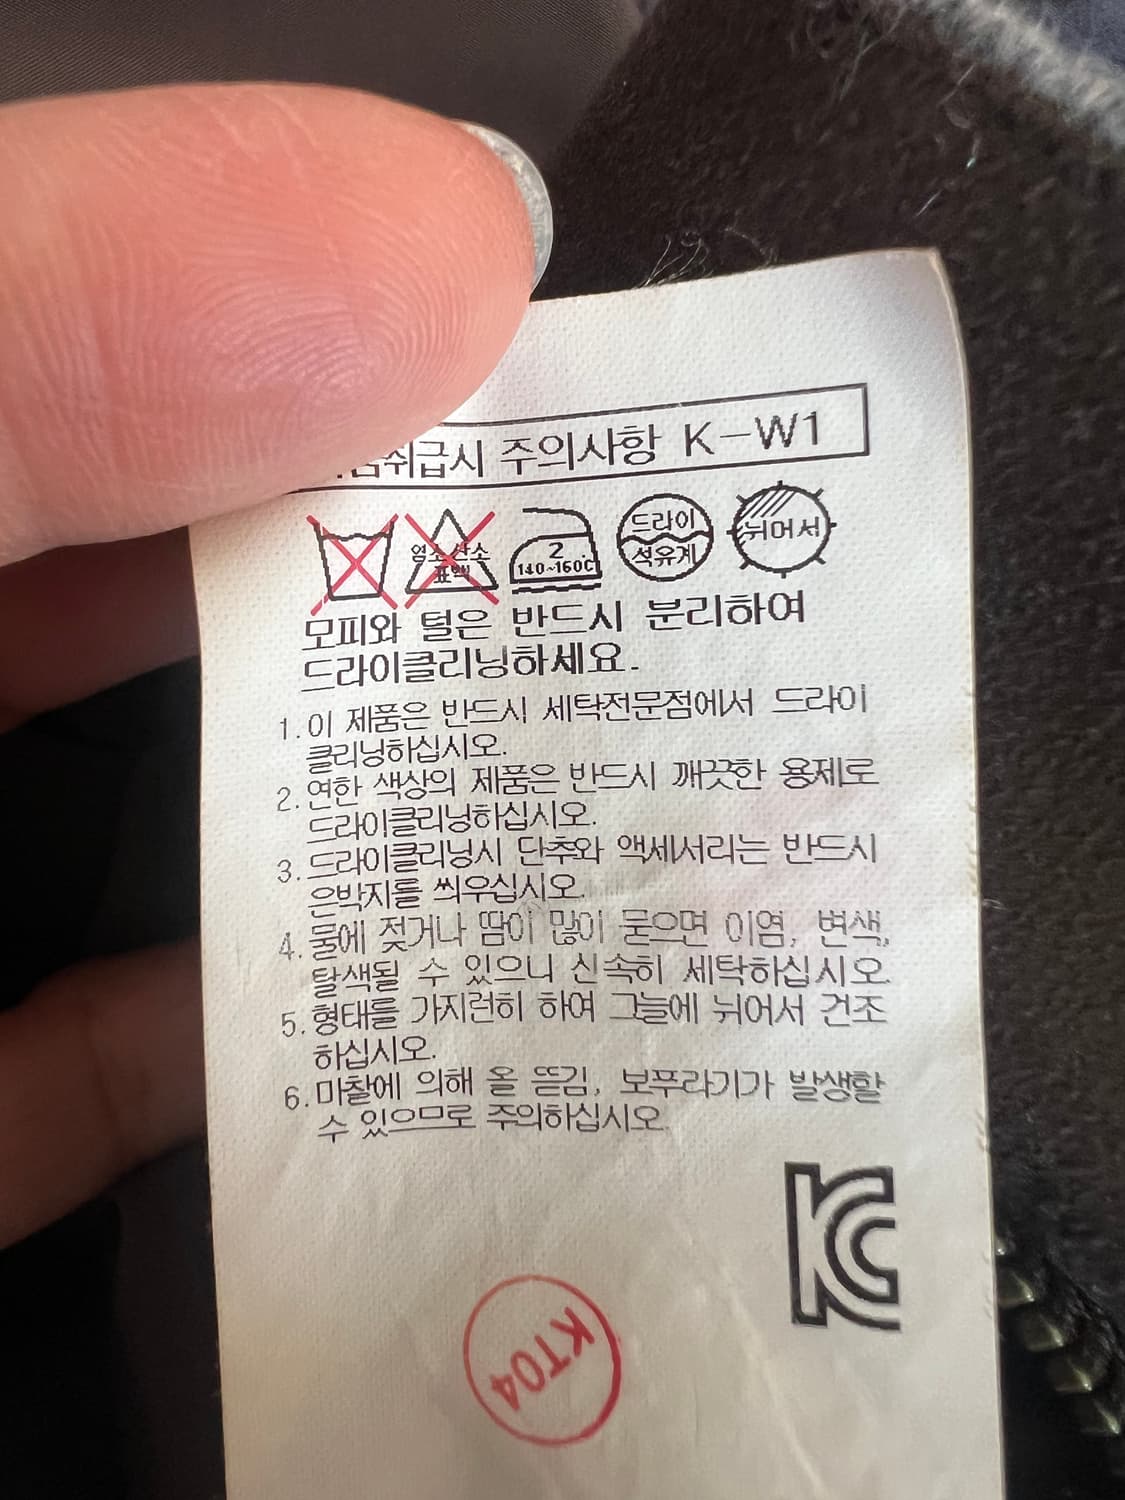 취급시 주의사항 K-W1
염소 산소
표백
2
140~160℃
드라이
석유계
뉘어서
모피와 털은 반드시 분리하여
드라이클리닝하세요.
1. 이 제품은 반드시 세탁전문점에서 드라이
클리닝하십시오.
2. 연한 색상의 제품은 반드시 깨끗한 용제로
드라이클리닝하십시오.
3. 드라이클리닝시 단추와 액세서리는 반드시
은박지를 씌우십시오.
4. 물에 젖거나 땀이 많이 묻으면 이염, 변색,
탈색될 수 있으니 신속히 세탁하십시오
5. 형태를 가지런히 하여 그늘에 뉘어서 건조
하십시오.
6. 마찰에 의해 올 뜯김, 보푸라기가 발생할
수 있으므로 주의하십시오.
KC
KT04